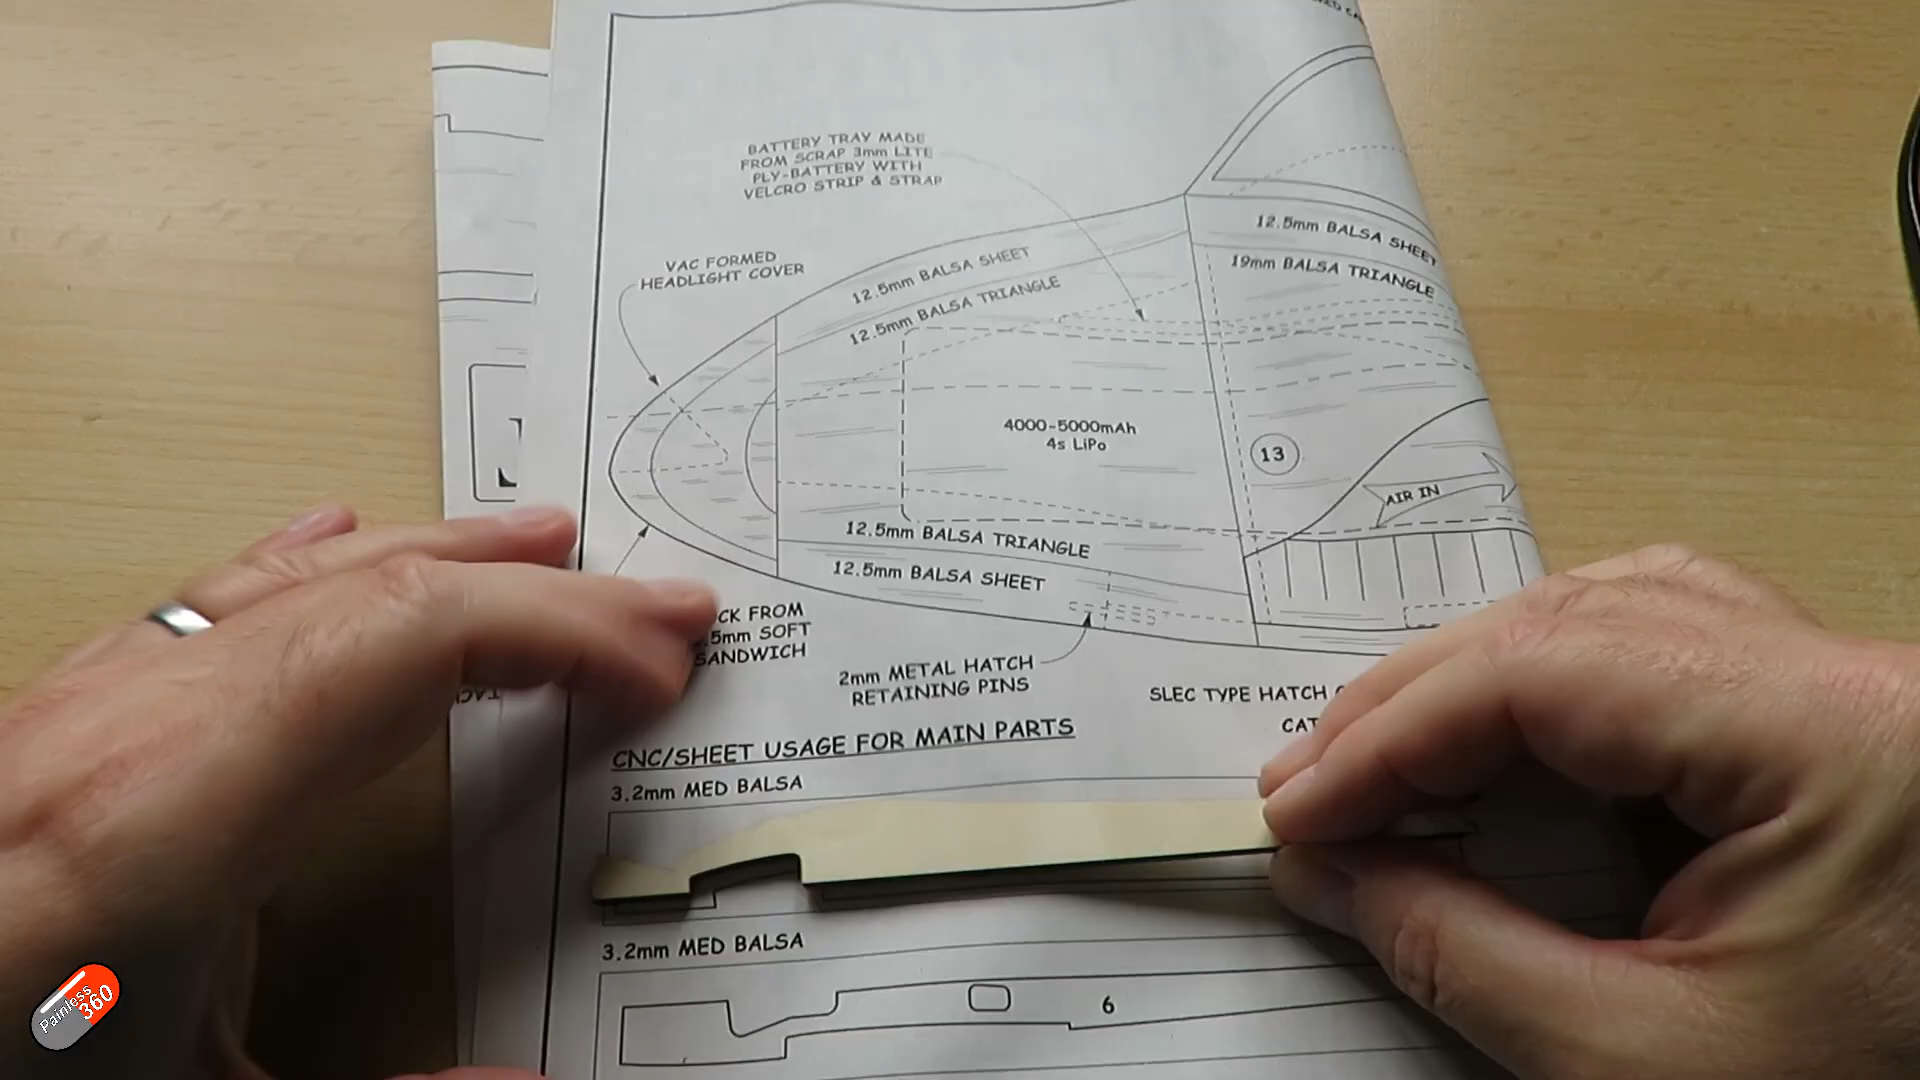 BATTERY TRAY MADE
FROM SCRAP 3mm LITE
PLY-BATTERY WITH
VELCRO STRIP & STRAP
VAC FORMED
HEADLIGHT COVER
12.5mm BALSA SHEET
12.5mm BALSA TRIANGLE
12.5mm BALSA SHEET
19mm BALSA TRIANGLE
4000-5000mAh
4s LiPo
13
AIR IN
12.5mm BALSA TRIANGLE
12.5mm BALSA SHEET
CK FROM
.5mm SOFT
SANDWICH
2mm METAL HATCH
RETAINING PINS
SLEC TYPE HATCH
CAT
CNC/SHEET USAGE FOR MAIN PARTS
3.2mm MED BALSA
3.2mm MED BALSA
6
Painless
360